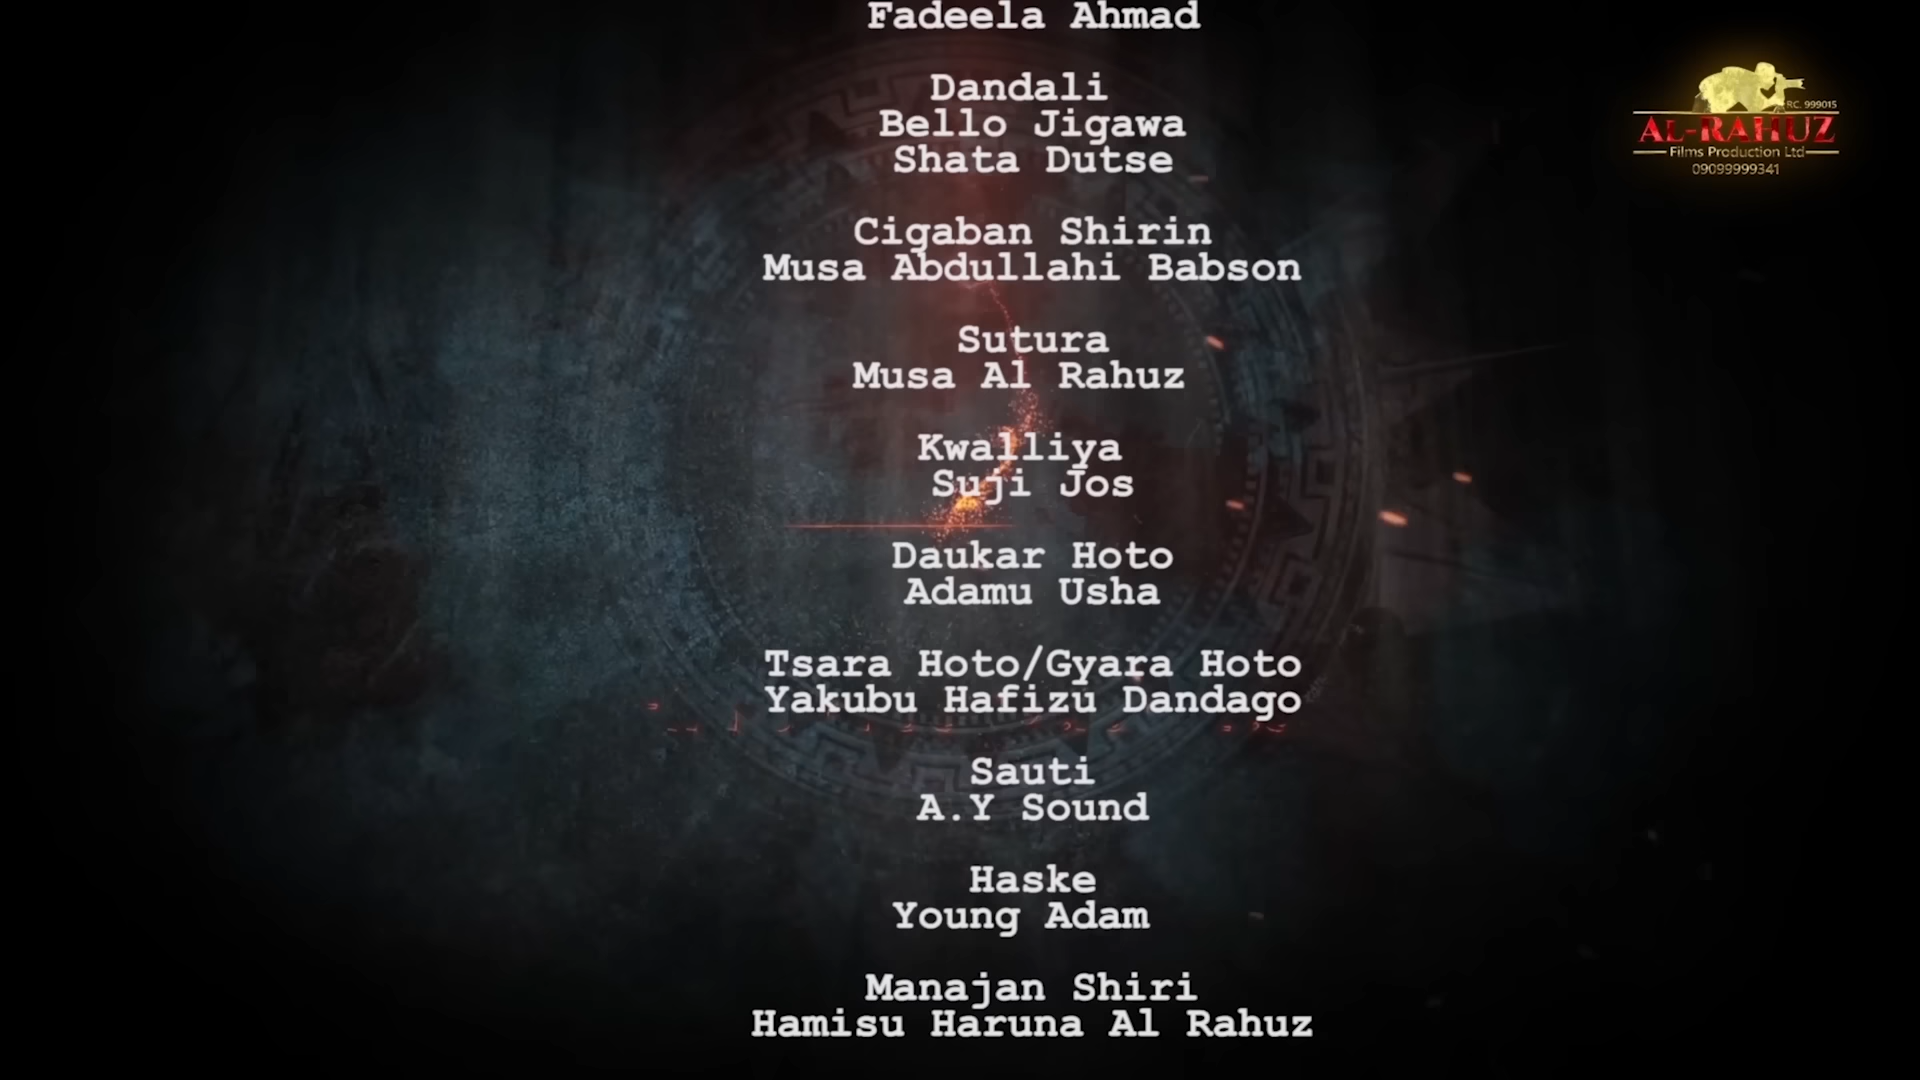 Fadeela Ahmad
Dandali
Bello Jigawa
Shata Dutse
Cigaban Shirin
Musa Abdullahi Babson
Sutura
Musa Al Rahuz
Kwalliya
Suji Jos
Daukar Hoto
Adamu Usha
Tsara Hoto/Gyara Hoto
Yakubu Hafizu Dandago
Sauti
A.Y Sound
Haske
Young Adam
Manajan Shiri
Hamisu Haruna Al Rahuz
RC. 999015
AL-RAHUZ
Films Production Ltd
09099999341